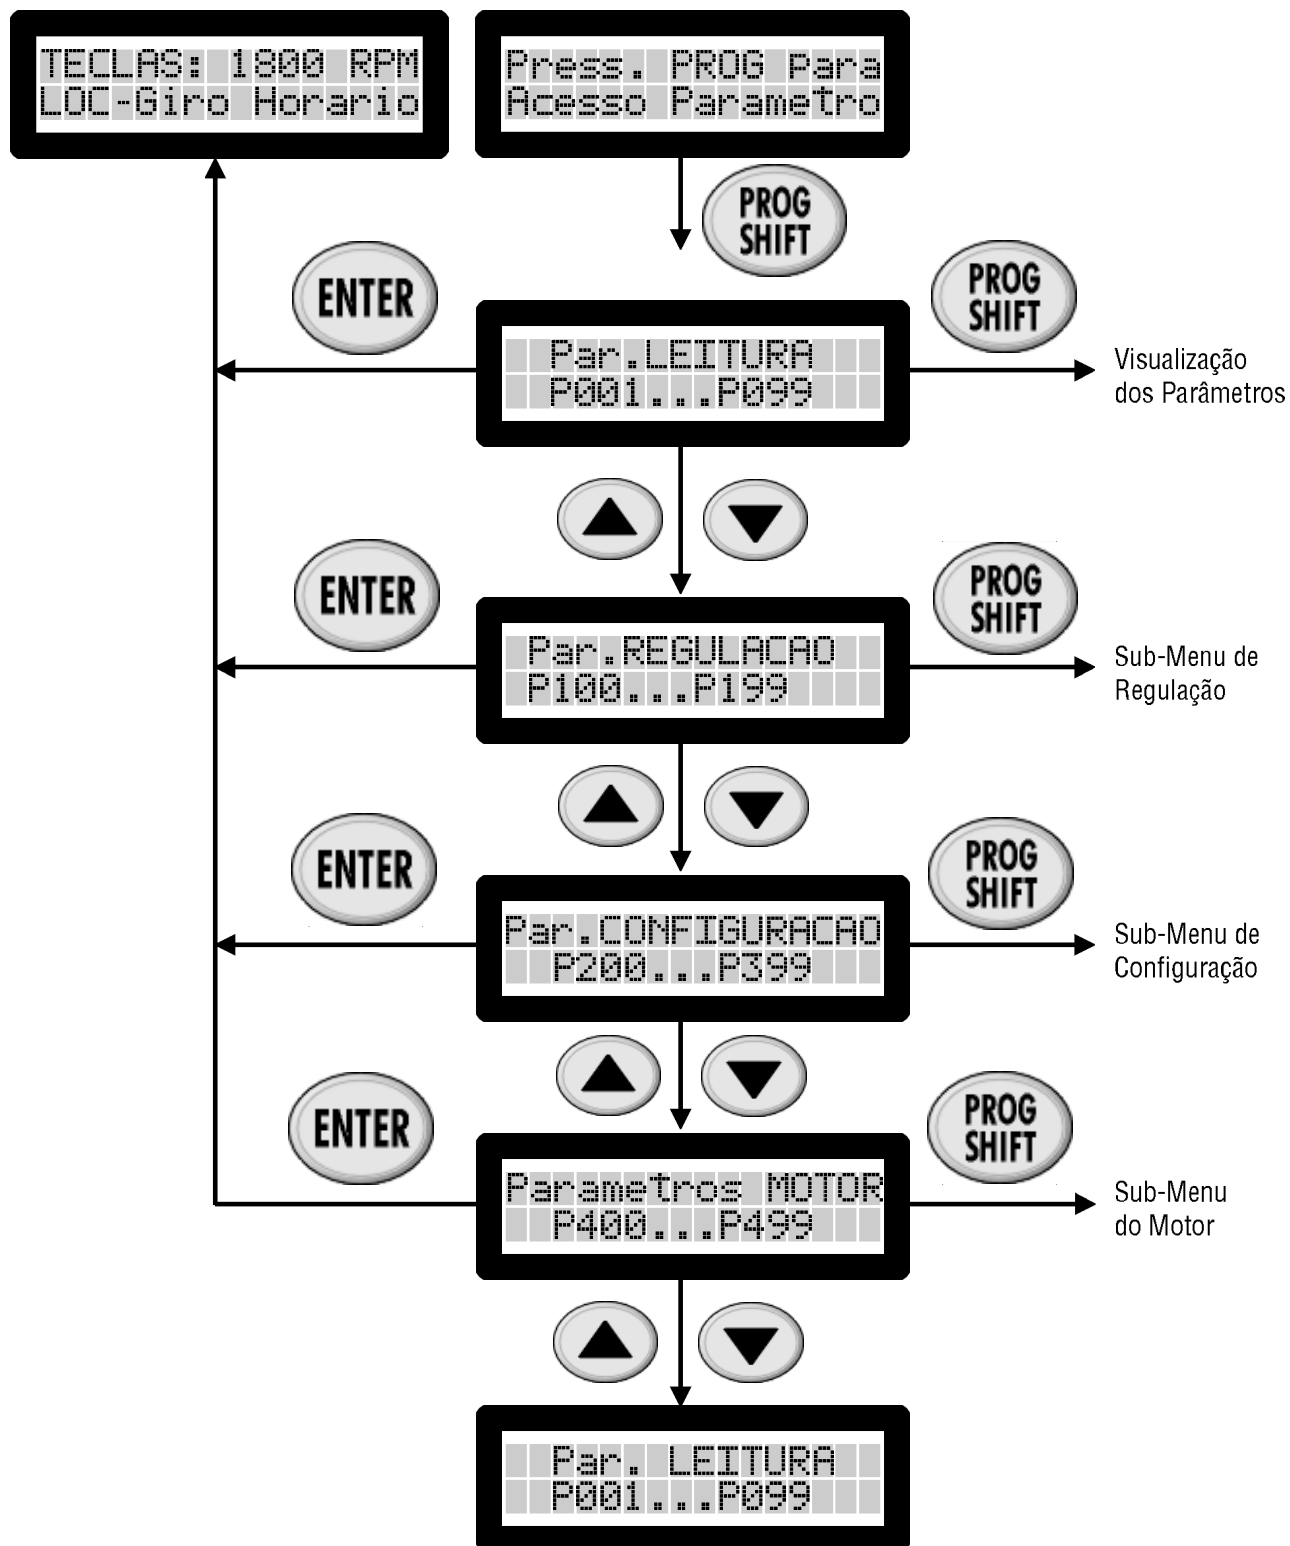 TECLAS: 1800 RPM
LOC-Giro Horario
Press. PROG para
Acesso Parametro
PROG
SHIFT
ENTER
Par.LEITURA
P001...P099
PROG
SHIFT
Visualização
dos Parâmetros
ENTER
Par.REGULACAO
P100...P199
PROG
SHIFT
Sub-Menu de
Regulação
ENTER
Par.CONFIGURACAO
P200...P399
PROG
SHIFT
Sub-Menu de
Configuração
ENTER
Parametros MOTOR
P400...P499
PROG
SHIFT
Sub-Menu
do Motor
Par. LEITURA
P001...P099